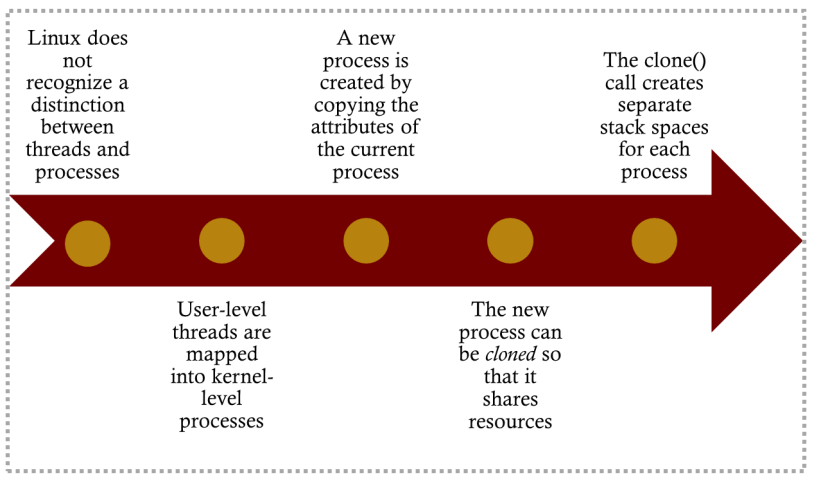 Linux does
not
recognize a
distinction
between
threads and
processes
User-level
threads are
mapped
into kernel-
level
processes
A new
process is
created by
copying the
attributes of
the current
process
The new
process can
be cloned so
that it
shares
resources
The clone()
call creates
separate
stack spaces
for each
process